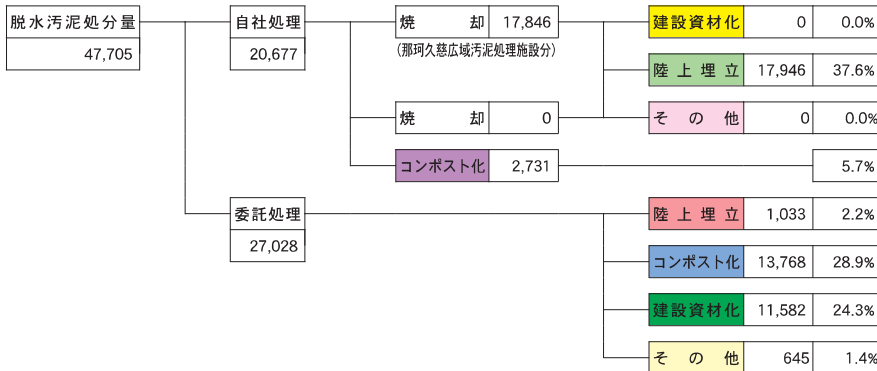 脱水汚泥処分量
47,705
自社処理
20,677
焼却 17,846
(那珂久慈広域汚泥処理施設分)
焼却 0
コンポスト化 2,731 5.7%
建設資材化 0 0.0%
陸上埋立 17,946 37.6%
その他 0 0.0%
委託処理
27,028
陸上埋立 1,033 2.2%
コンポスト化 13,768 28.9%
建設資材化 11,582 24.3%
その他 645 1.4%